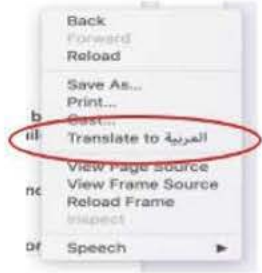 Back
Forward
Reload
Save As...
Print...
Cast...
Translate to العربية
View Page Source
View Frame Source
Reload Frame
Inspect
Speech